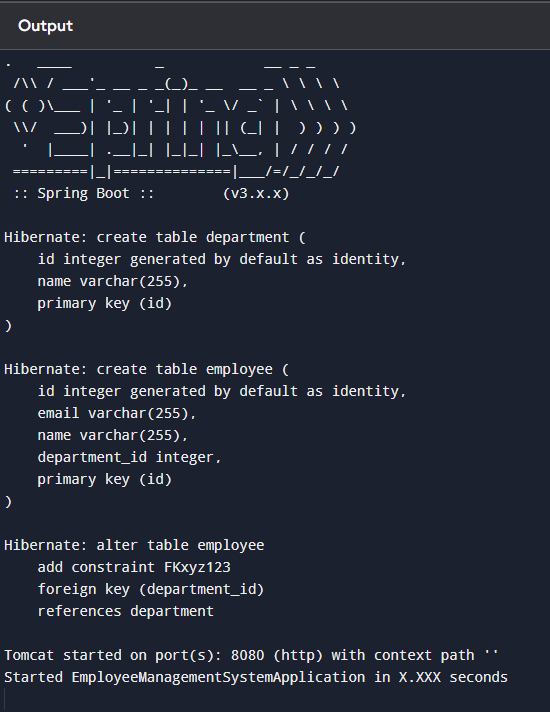 Output
.   ____          _            __ _ _
 /\\ / ___'_ __ _ _(_)_ __  __ _ \ \ \ \
( ( )\___ | '_ | '_| | '_ \/ _` | \ \ \ \
 \\/  ___)| |_)| | | | | || (_| |  ) ) ) )
  '  |____| .__|_| |_|_| |_\__, | / / / /
 =========|_|==============|___/=/_/_/_/
 :: Spring Boot ::        (v3.x.x)

Hibernate: create table department (
    id integer generated by default as identity,
    name varchar(255),
    primary key (id)
)

Hibernate: create table employee (
    id integer generated by default as identity,
    email varchar(255),
    name varchar(255),
    department_id integer,
    primary key (id)
)

Hibernate: alter table employee
    add constraint FKxyz123
    foreign key (department_id)
    references department

Tomcat started on port(s): 8080 (http) with context path ''
Started EmployeeManagementSystemApplication in X.XXX seconds